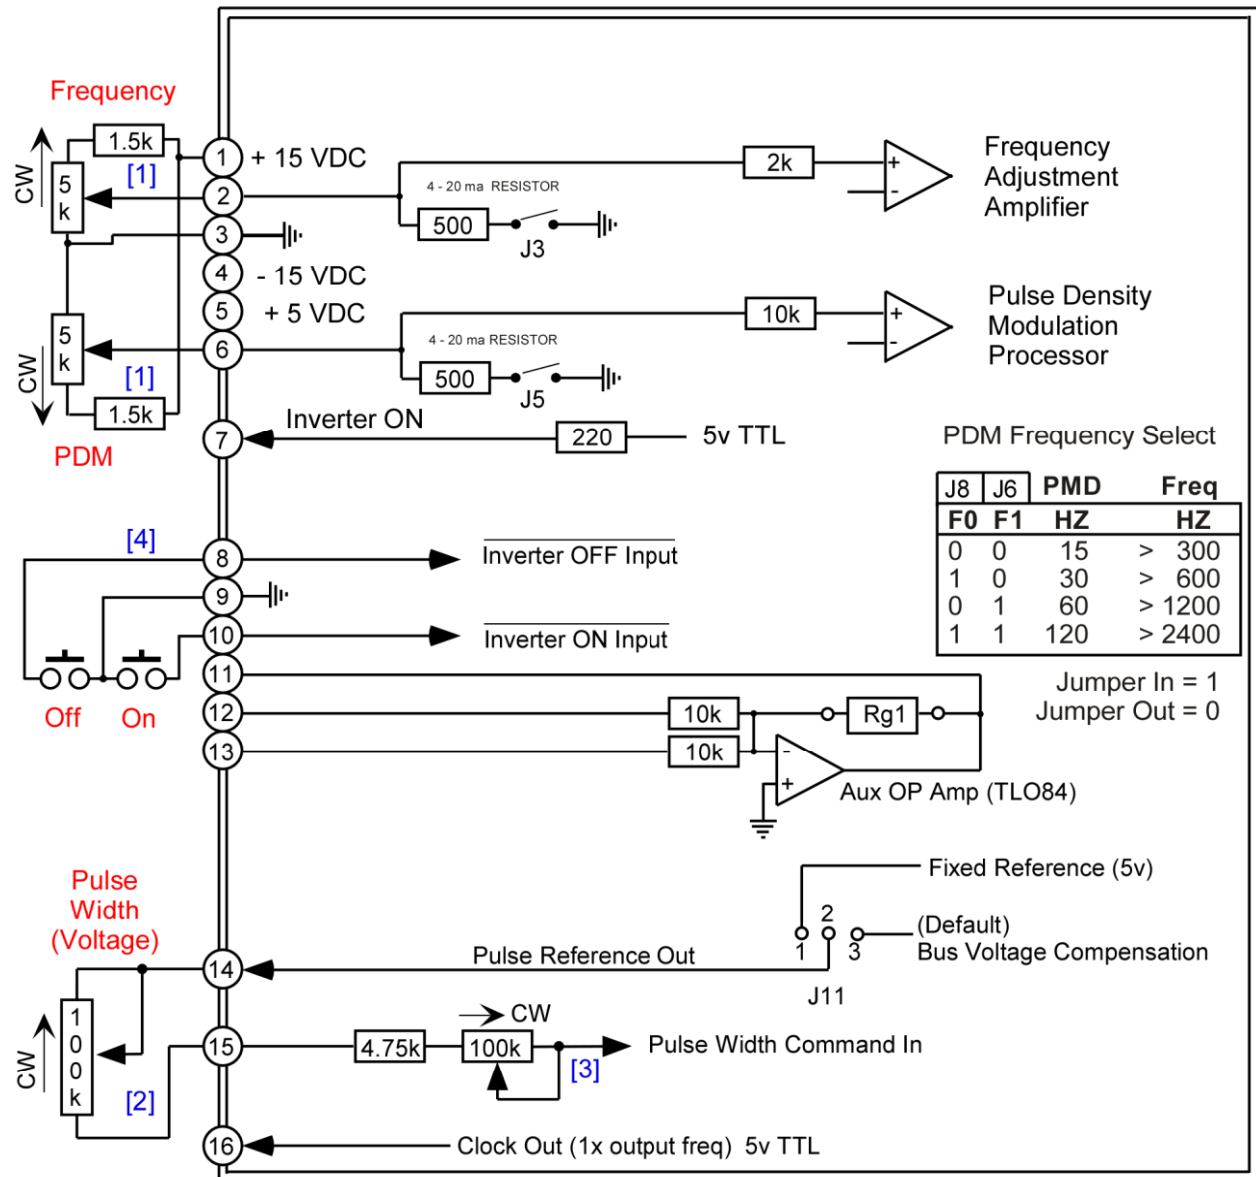 Frequency
1.5k
CW
5
k
[1]
1
+ 15 VDC
2
3
4
- 15 VDC
5
+ 5 VDC
6
5
k
CW
[1]
1.5k
PDM
4 - 20 ma RESISTOR
500
J3
2k
+
-
Frequency
Adjustment
Amplifier
4 - 20 ma RESISTOR
500
J5
10k
+
-
Pulse Density
Modulation
Processor
7
Inverter ON
220
5v TTL
PDM Frequency Select
J8 J6 PMD Freq
F0 F1 HZ HZ
0 0 15 > 300
1 0 30 > 600
0 1 60 > 1200
1 1 120 > 2400
Jumper In = 1
Jumper Out = 0
[4]
8
Inverter OFF Input
9
10
Inverter ON Input
Off
On
11
12
10k
Rg1
13
10k
-
+
Aux OP Amp (TLO84)
Pulse
Width
(Voltage)
Fixed Reference (5v)
1
2
3
(Default)
Bus Voltage Compensation
J11
14
Pulse Reference Out
CW
1
0
0
k
[2]
15
4.75k
CW
100k
[3]
Pulse Width Command In
16
Clock Out (1x output freq) 5v TTL